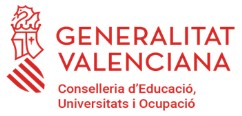 GENERALITAT
VALENCIANA
Conselleria d'Educació,
Universitats i Ocupació